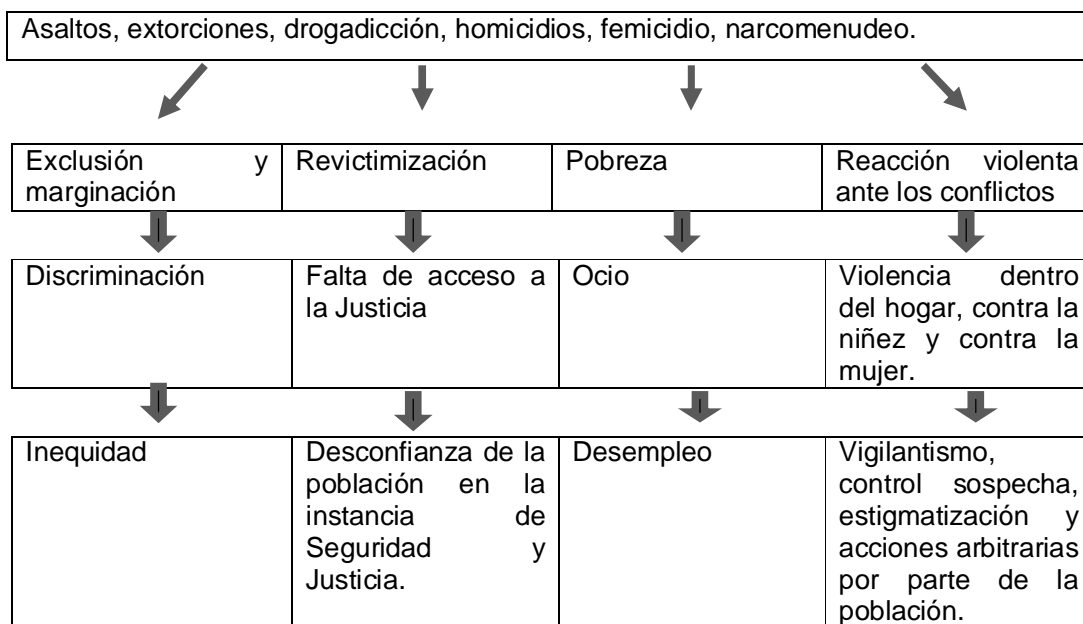 Asaltos, extorciones, drogadicción, homicidios, femicidio, narcomenudeo.
Exclusión y
marginación
Revictimización
Pobreza
Reacción violenta
ante los conflictos
Discriminación
Falta de acceso a
la Justicia
Ocio
Violencia dentro
del hogar, contra la
niñez y contra la
mujer.
Inequidad
Desconfianza de la
población en la
instancia de
Seguridad y
Justicia.
Desempleo
Vigilantismo,
control sospecha,
estigmatización y
acciones arbitrarias
por parte de la
población.